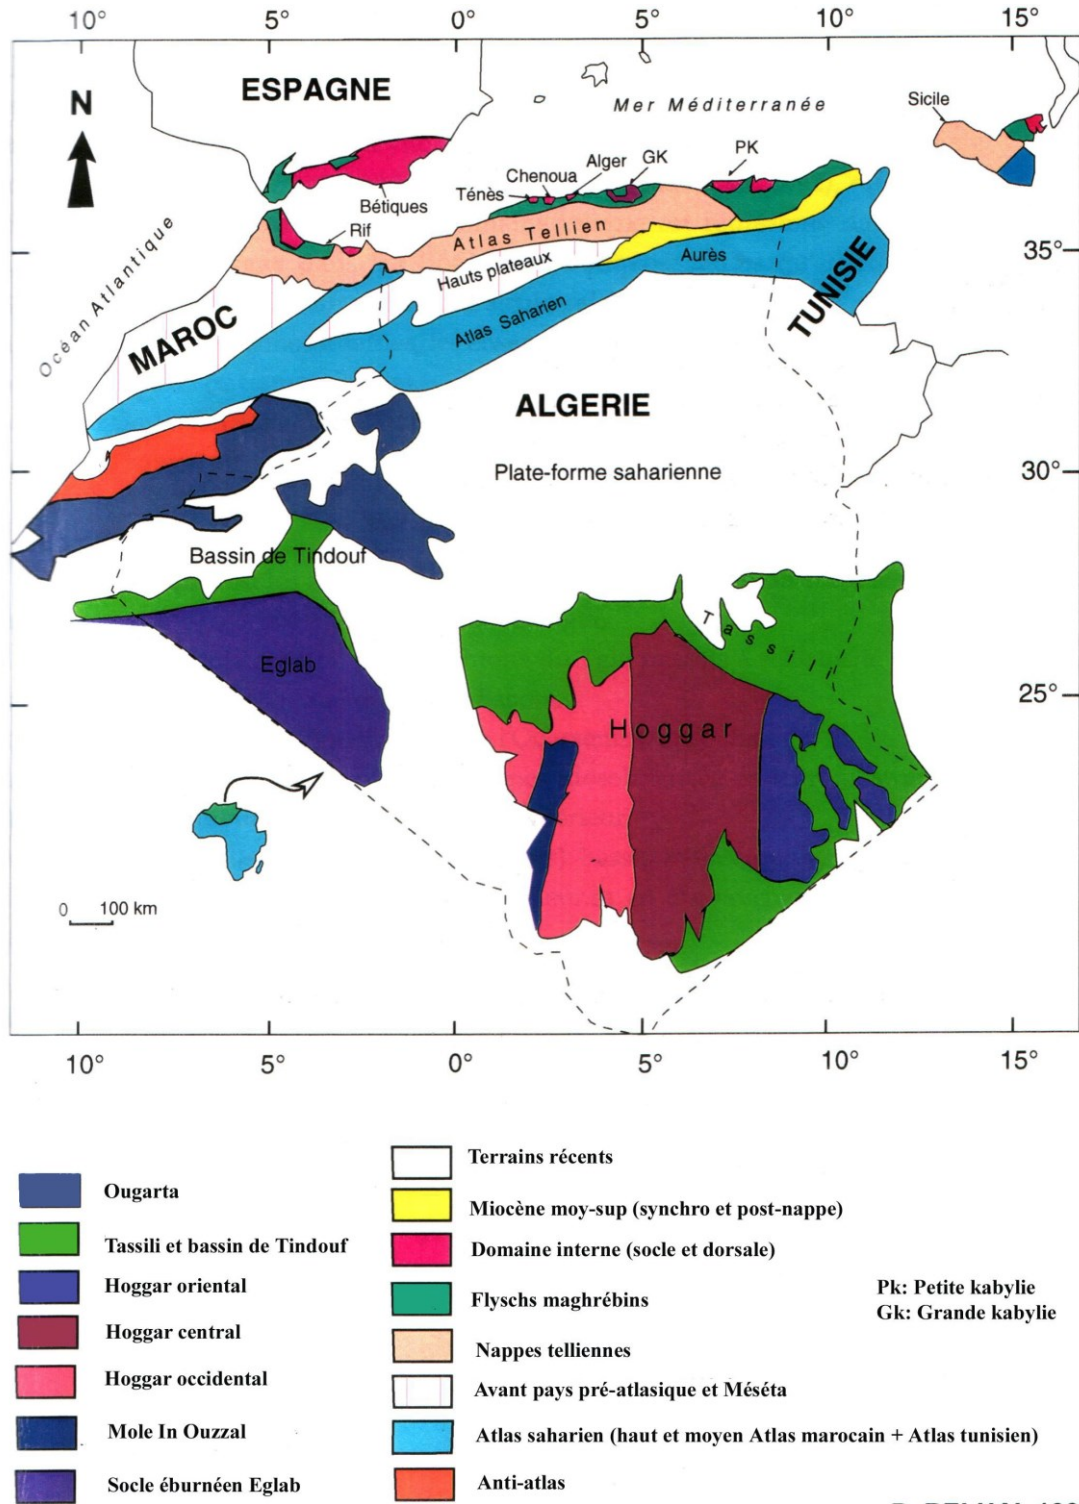 10° 5° 0° 5° 10° 15°
ESPAGNE
N
Mer Méditerranée
Sicile
PK
Alger GK
Chenoua
Ténès
Bétiques
Rif
Océan Atlantique
Atlas Tellien
35°
Hauts plateaux
Aurès
TUNISIE
MAROC
Atlas Saharien
ALGERIE
30°
Plate-forme saharienne
Bassin de Tindouf
Tassili
Eglab
25°
Hoggar
0 100 km
10° 5° 0° 5° 10° 15°
Ougarta
Tassili et bassin de Tindouf
Hoggar oriental
Hoggar central
Hoggar occidental
Mole In Ouzzal
Socle éburnéen Eglab
Terrains récents
Miocène moy-sup (synchro et post-nappe)
Domaine interne (socle et dorsale)
Flyschs maghrébins
Nappes telliennes
Avant pays pré-atlasique et Méséta
Atlas saharien (haut et moyen Atlas marocain + Atlas tunisien)
Anti-atlas
Pk: Petite kabylie
Gk: Grande kabylie